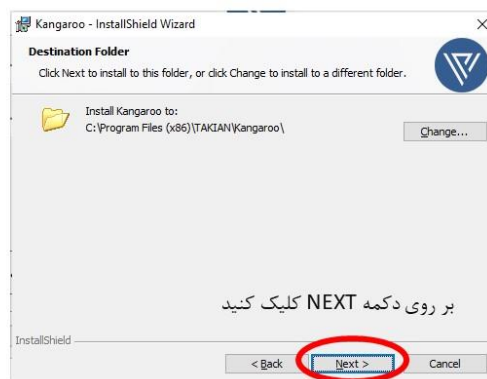 Kangaroo - InstallShield Wizard
Destination Folder
Click Next to install to this folder, or click Change to install to a different folder.
Install Kangaroo to:
C:\Program Files (x86)\TAKIAN\Kangaroo\
Change...
بر روی دکمه NEXT کلیک کنید
InstallShield
< Back
Next >
Cancel